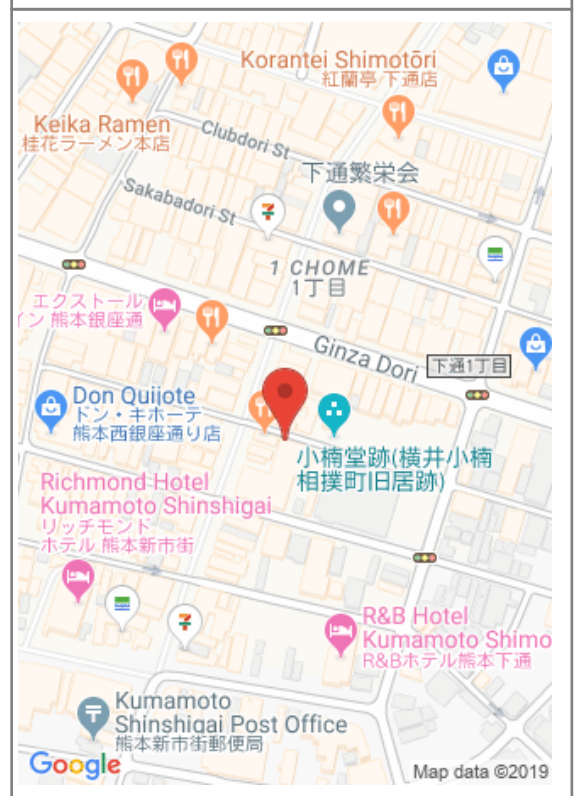 Korantei Shimotōri
紅蘭亭 下通店
Keika Ramen
桂花ラーメン本店
Clubdori St
下通繁栄会
Sakabadori St
1 CHOME
1丁目
エクストール
イン 熊本銀座通
Ginza Dori
下通1丁目
Don Quijote
ドン・キホーテ
熊本西銀座通り店
小楠堂跡(横井小楠
相撲町旧居跡)
Richmond Hotel
Kumamoto Shinshigai
リッチモンド
ホテル 熊本新市街
R&B Hotel
Kumamoto Shimo
R&Bホテル熊本下通
Kumamoto
Shinshigai Post Office
熊本新市街郵便局
Google
Map data ©2019